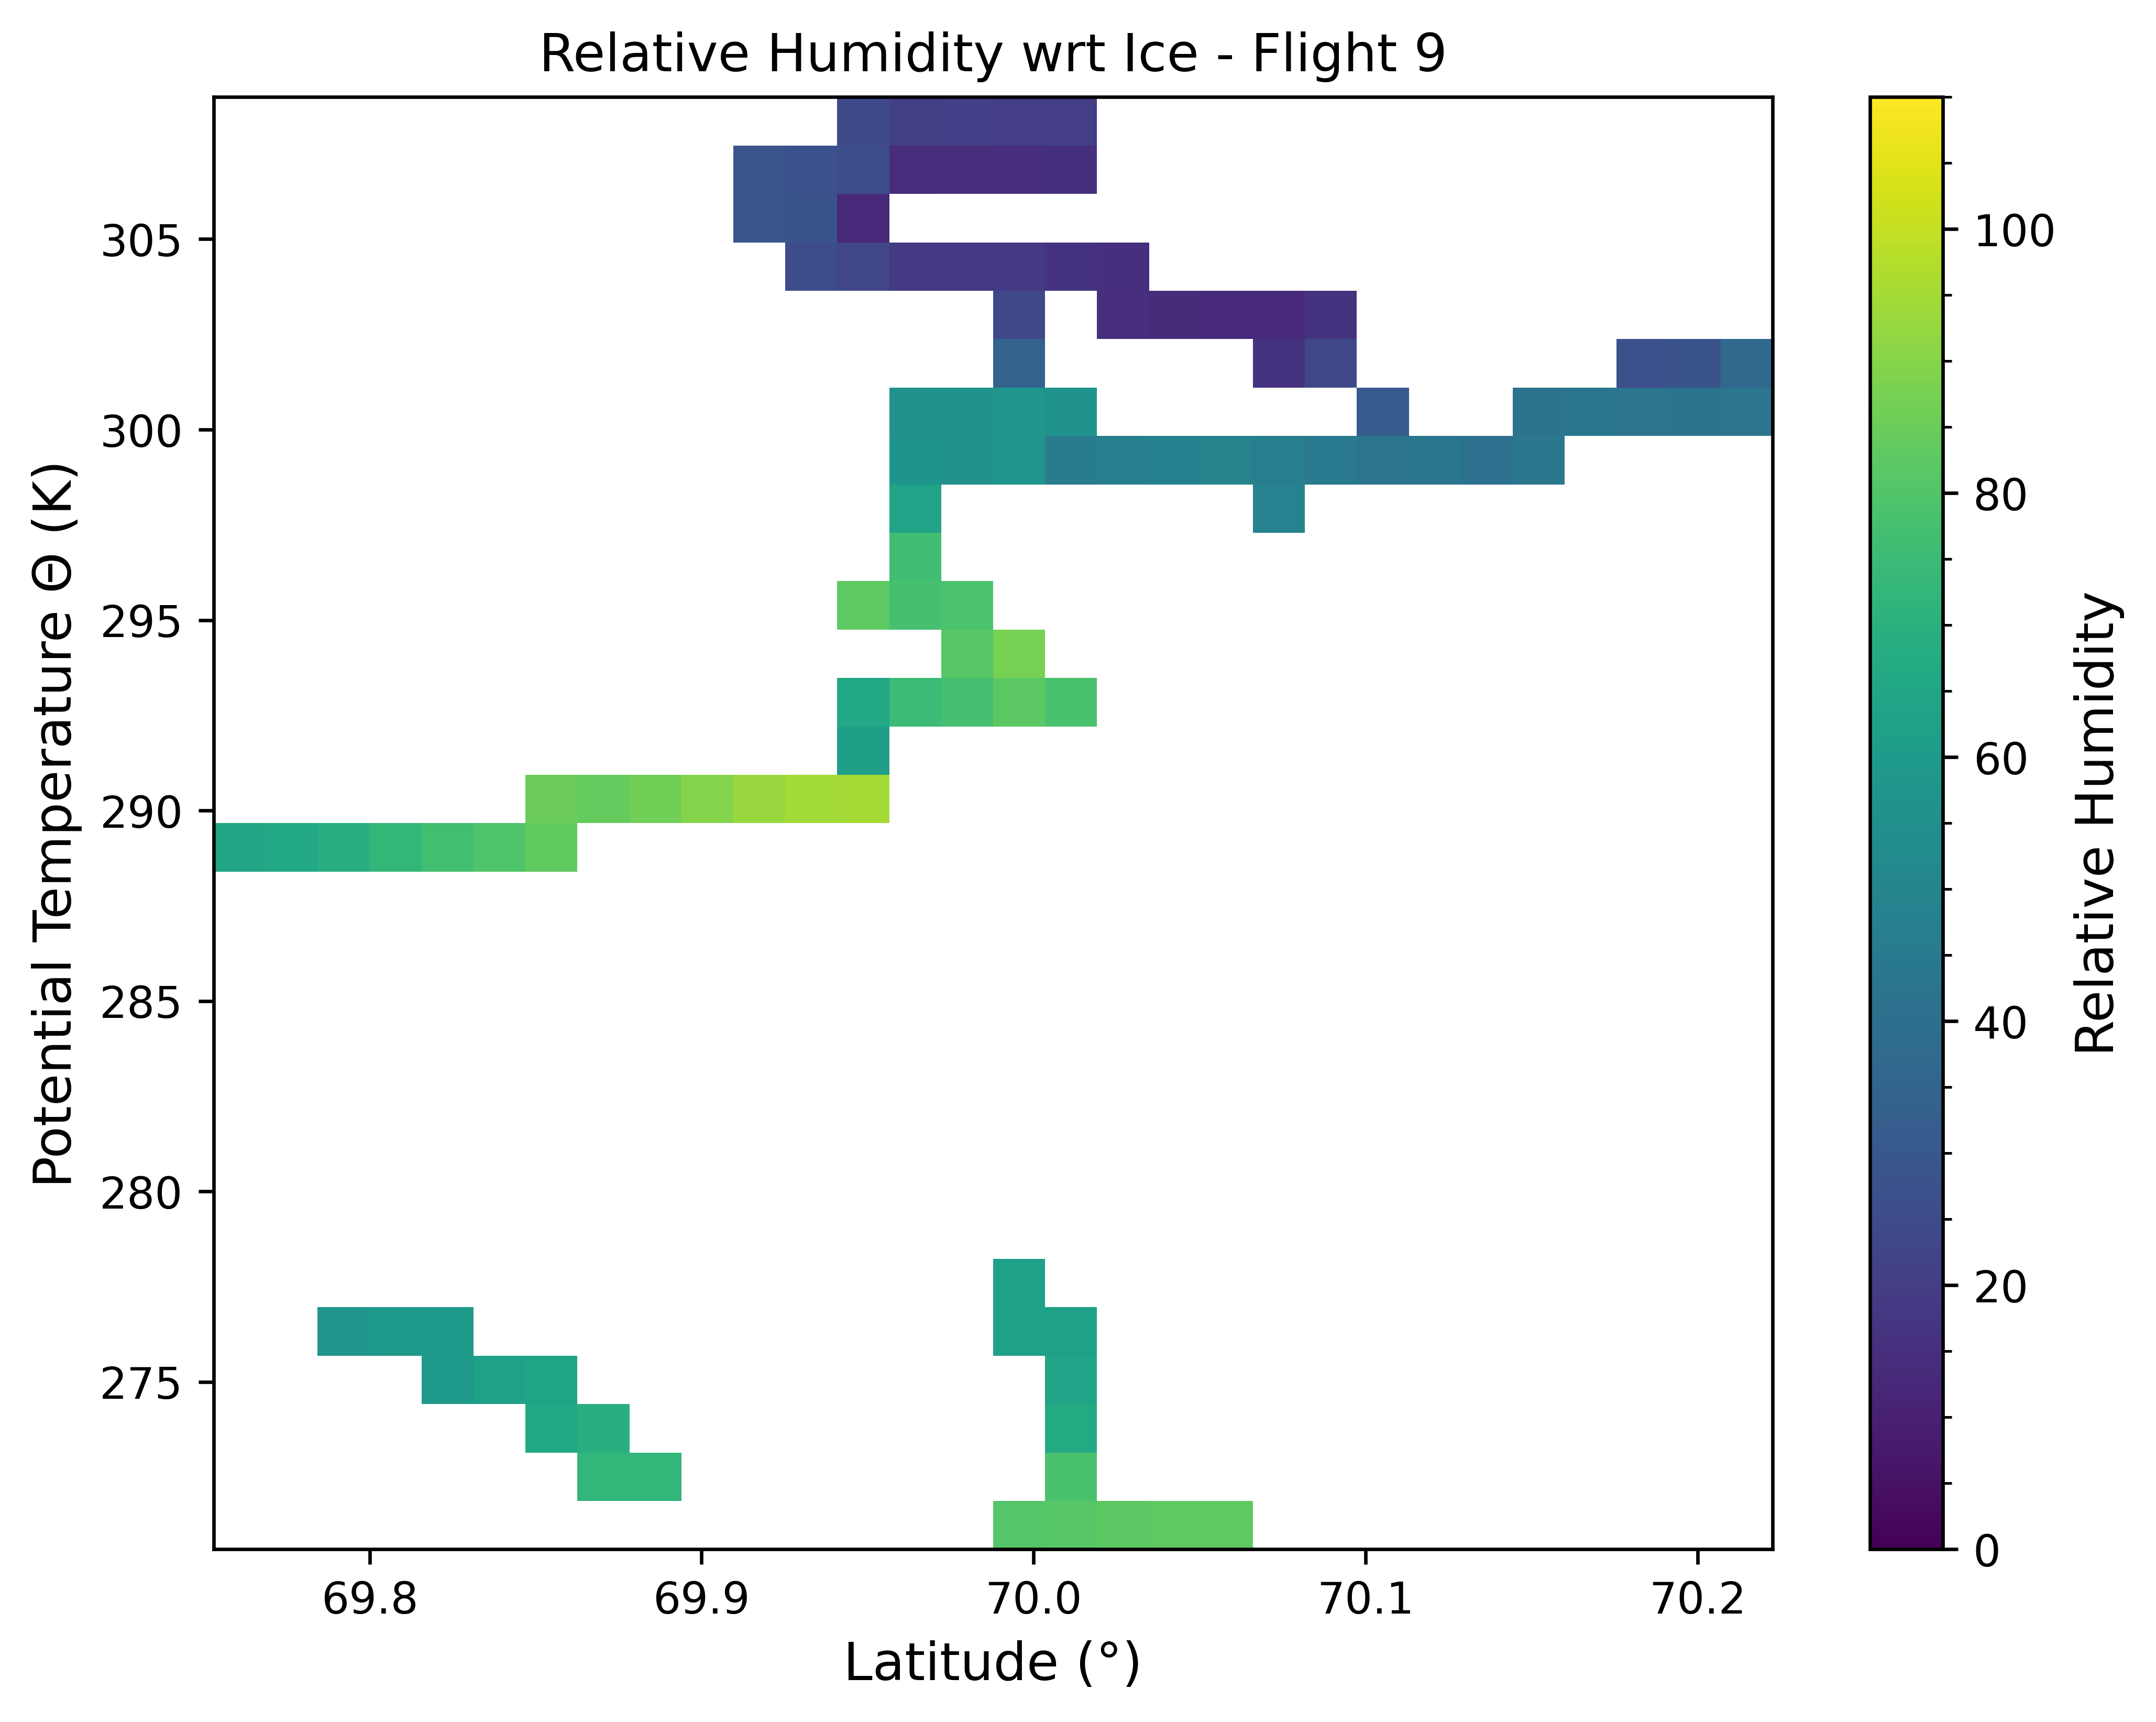 Relative Humidity wrt Ice - Flight 9
Potential Temperature Θ (K)
305
300
295
290
285
280
275
69.8 69.9 70.0 70.1 70.2
Latitude (°)
100
80
60
40
20
0
Relative Humidity